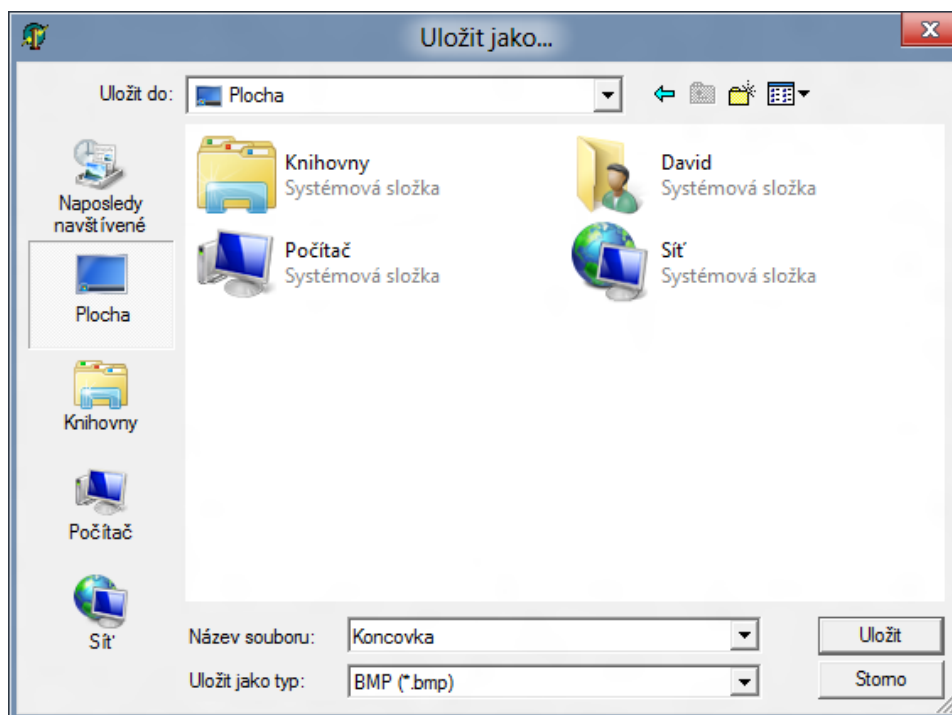 Uložit jako...
Uložit do:
Plocha
Naposledy
navštívené
Plocha
Knihovny
Počítač
Síť
Knihovny
Systémová složka
David
Systémová složka
Počítač
Systémová složka
Síť
Systémová složka
Název souboru:
Koncovka
Uložit
Uložit jako typ:
BMP (*.bmp)
Storno